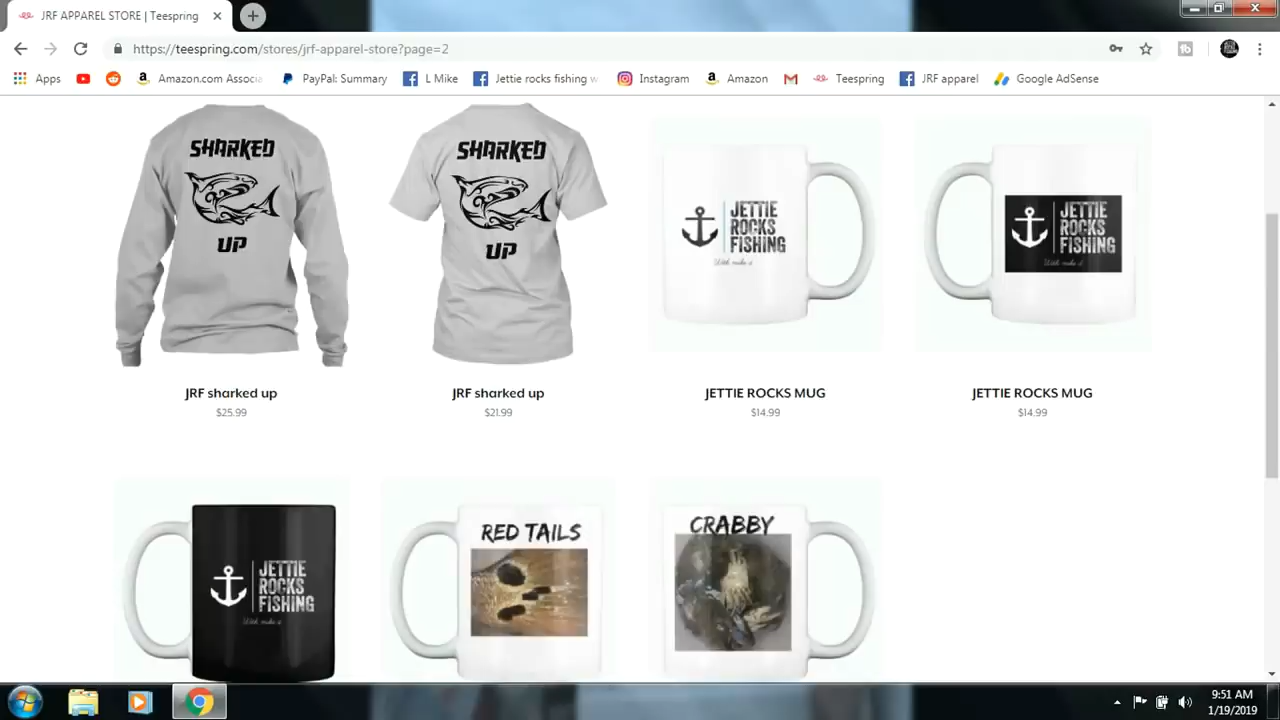 JRF APPAREL STORE | Teespring
https://teespring.com/stores/jrf-apparel-store?page=2
Apps
Amazon.com Associ
PayPal: Summary
L Mike
Jettie rocks fishing w
Instagram
Amazon
Teespring
JRF apparel
Google AdSense
SHARKED
UP
SHARKED
UP
JETTIE
ROCKS
FISHING
JETTIE
ROCKS
FISHING
JRF sharked up
$25.99
JRF sharked up
$21.99
JETTIE ROCKS MUG
$14.99
JETTIE ROCKS MUG
$14.99
JETTIE
ROCKS
FISHING
RED TAILS
CRABBY
9:51 AM
1/19/2019